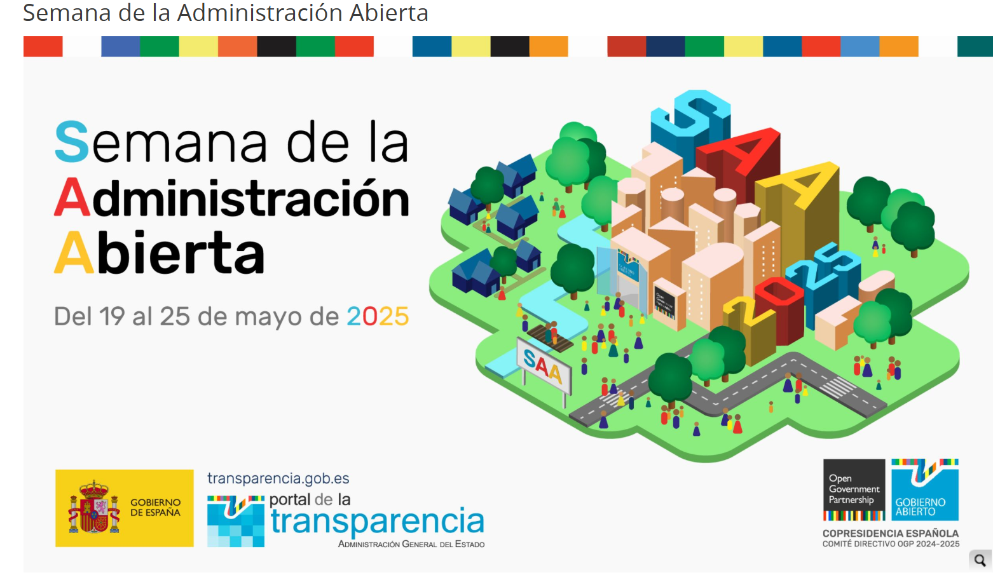 Semana de la Administración Abierta
Semana de la
Administración
Abierta
Del 19 al 25 de mayo de 2025
SAA
2025
Open
SAA
GOBIERNO
DE ESPAÑA
transparencia.gob.es
portal de la
transparencia
ADMINISTRACIÓN GENERAL DEL ESTADO
Open
Government
Partnership
GOBIERNO
ABIERTO
COPRESIDENCIA ESPAÑOLA
COMITÉ DIRECTIVO OGP 2024-2025